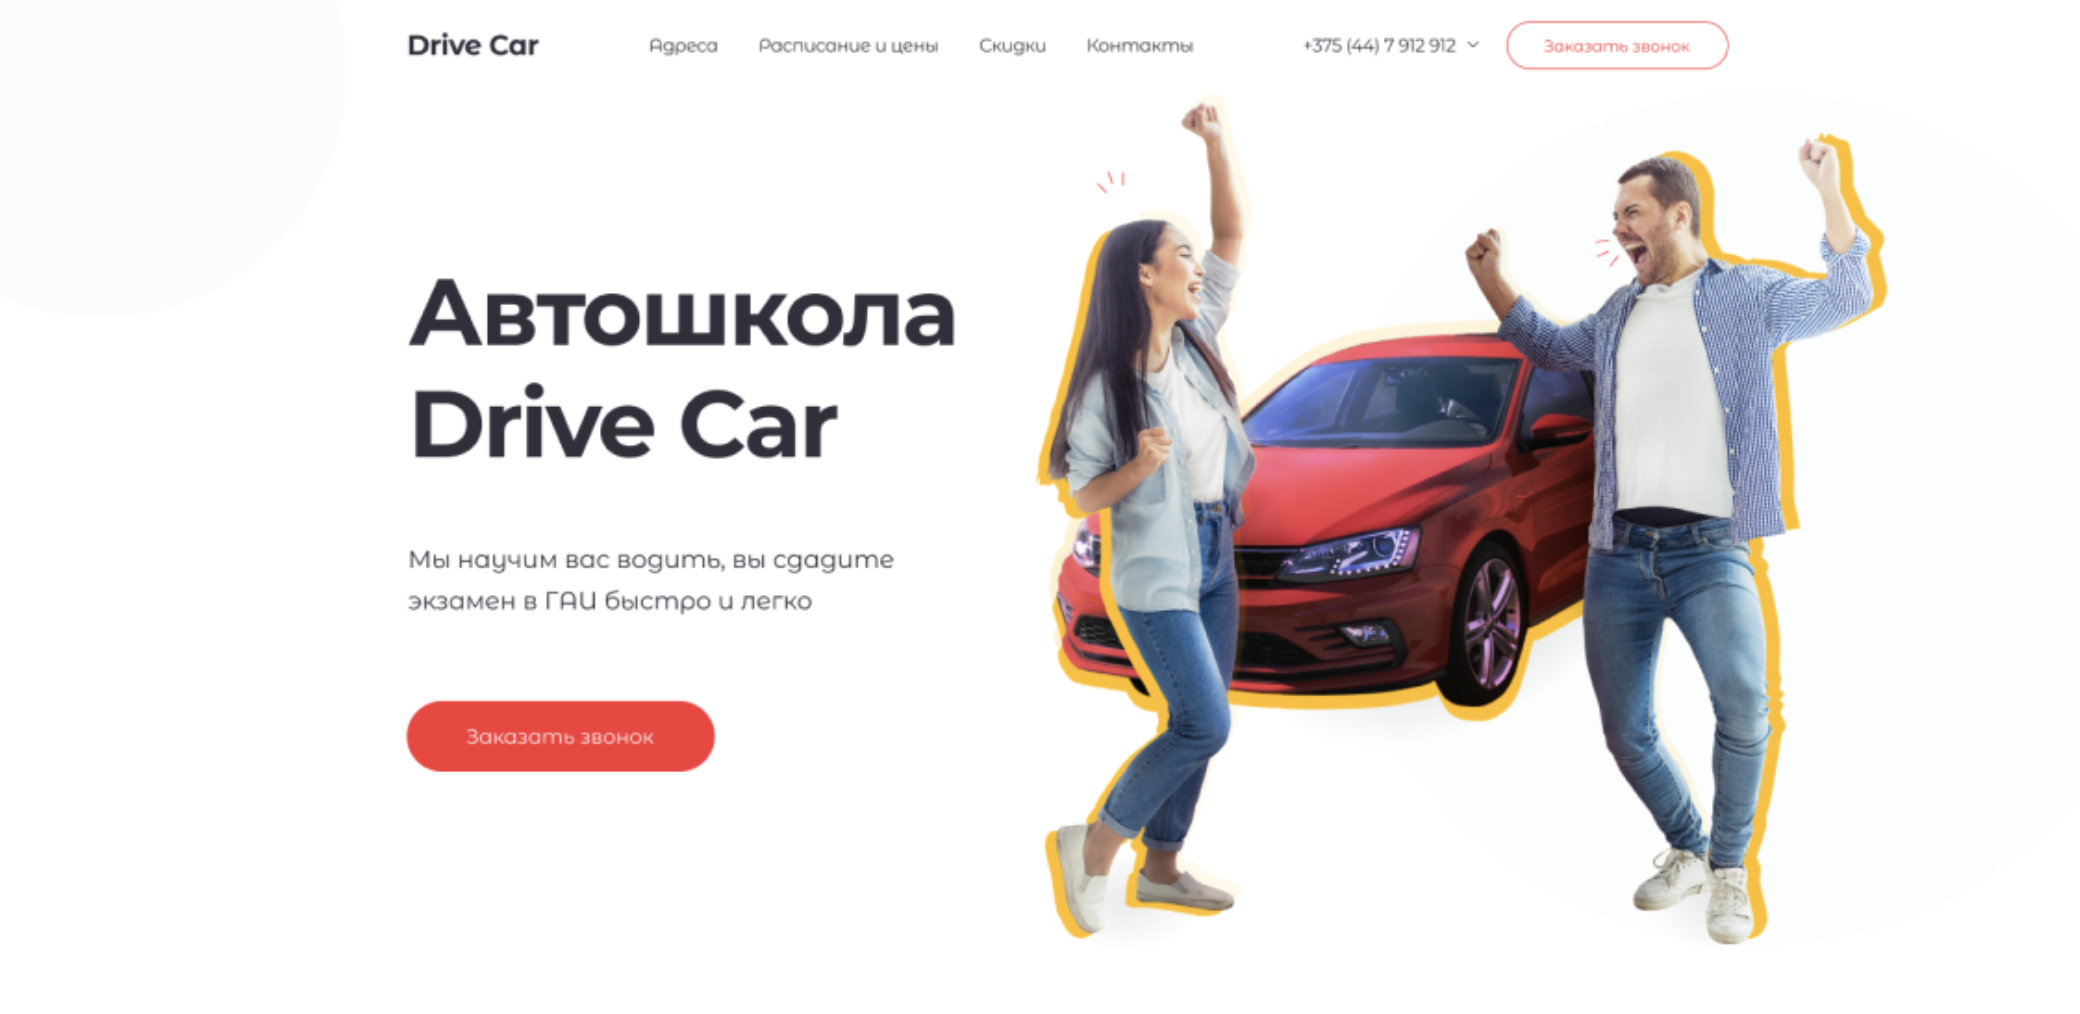 Drive Car
Адреса
Расписание и цены
Скидки
Контакты
+375 (44) 7 912 912
Заказать звонок
Автошкола
Drive Car
Мы научим вас водить, вы сдадите
экзамен в ГАИ быстро и легко
Заказать звонок